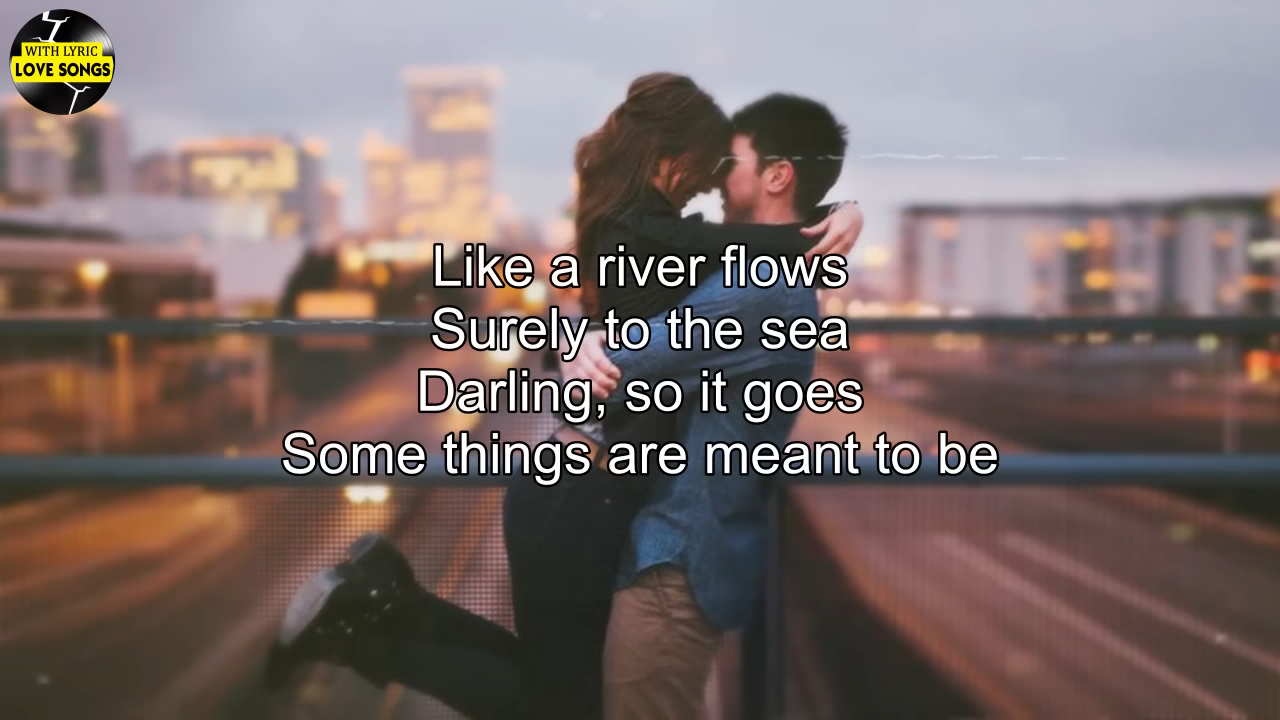 WITH LYRIC
LOVE SONGS
Like a river flows
Surely to the sea
Darling, so it goes
Some things are meant to be